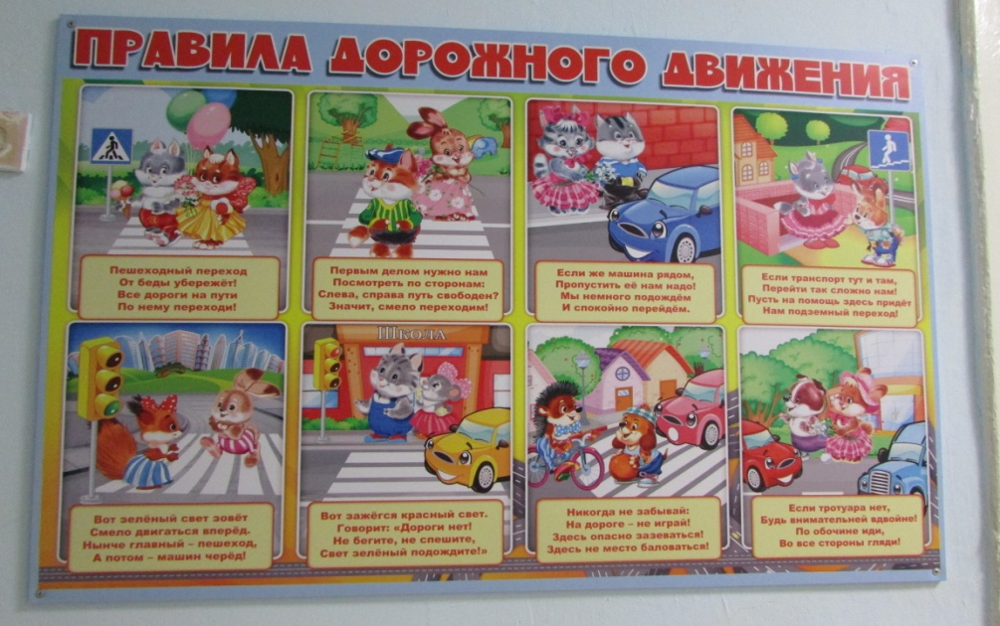 ПРАВИЛА ДОРОЖНОГО ДВИЖЕНИЯ
Пешеходный переход
От беды убережёт!
Все дороги на пути
По нему переходи!
Первым делом нужно нам
Посмотреть по сторонам:
Слева, справа путь свободен?
Значит, смело переходим!
Если же машина рядом,
Пропустить её нам надо!
Мы немного подождём
И спокойно перейдём.
Если транспорт тут и там,
Перейти так сложно нам!
Пусть на помощь здесь придёт
Нам подземный переход!
Вот зелёный свет зовёт
Смело двигаться вперёд.
Нынче главный – пешеход,
А потом – машин черёд!
ШКОЛА
Вот зажёгся красный свет.
Говорит: «Дороги нет!
Не бегите, не спешите,
Свет зелёный подождите!»
Никогда не забывай:
На дороге – не играй!
Здесь опасно зазеваться!
Здесь не место баловаться!
Если тротуара нет,
Будь внимательней вдвойне!
По обочине иди,
Во все стороны гляди!